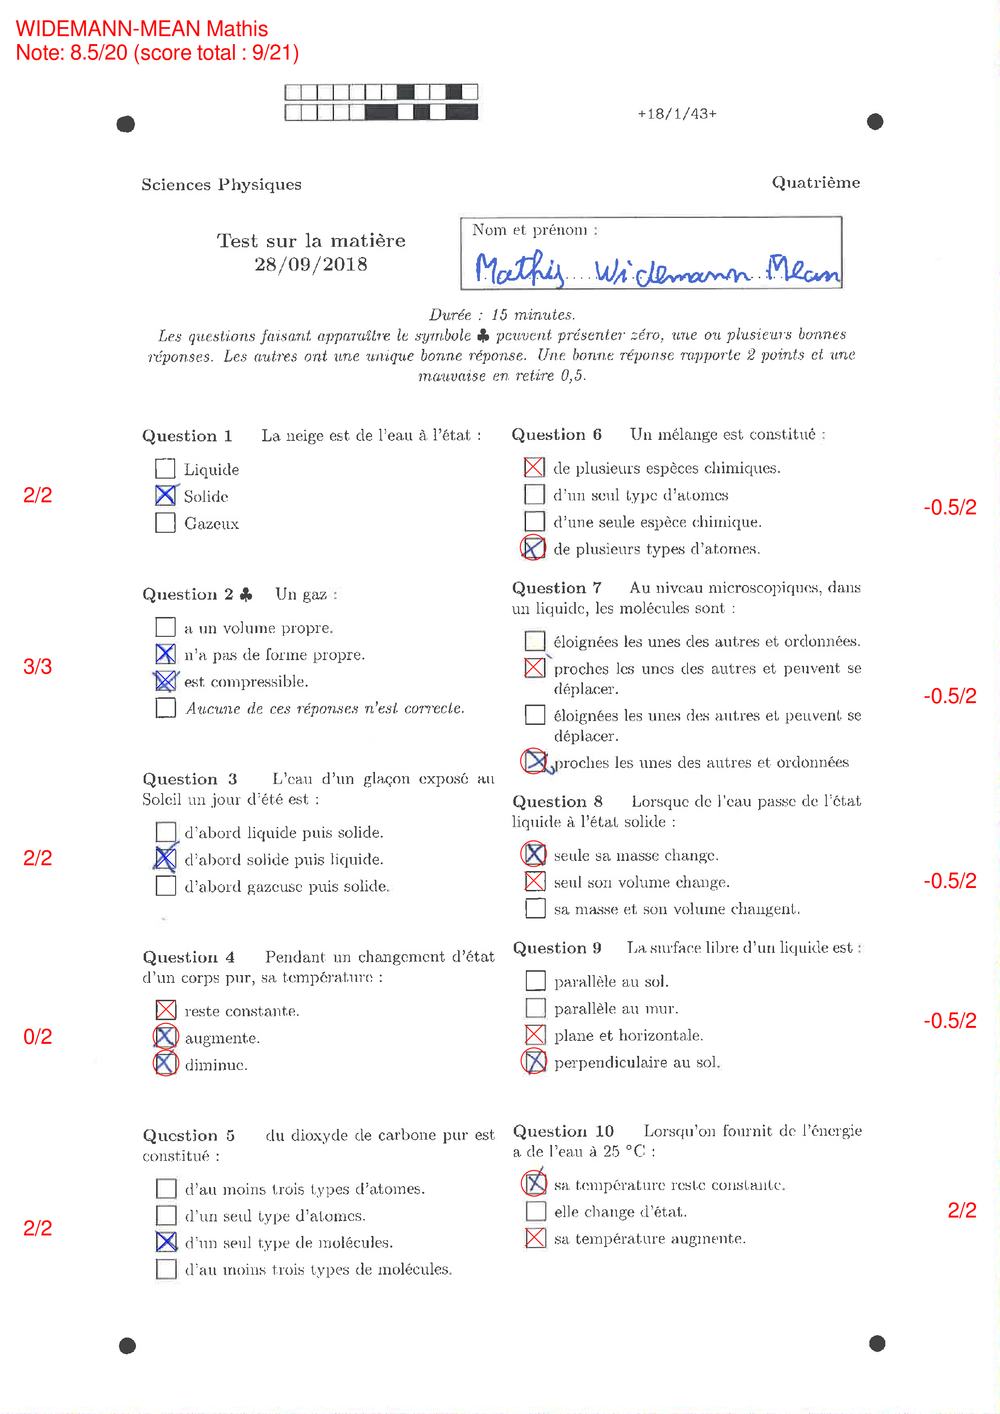 WIDEMANN-MEAN Mathis
Note: 8.5/20 (score total : 9/21)
+18/1/43+
Sciences Physiques
Quatrième
Test sur la matière
28/09/2018
Nom et prénom :
Mathis Widemann Mean
Durée : 15 minutes.
Les questions faisant apparaître le symbole ♣ peuvent présenter zéro, une ou plusieurs bonnes
réponses. Les autres ont une unique bonne réponse. Une bonne réponse rapporte 2 points et une
mauvaise en retire 0,5.
Question 1 La neige est de l'eau à l'état :
Liquide
2/2
Solide
Gazeux
Question 2 ♣ Un gaz :
a un volume propre.
n'a pas de forme propre.
3/3
est compressible.
Aucune de ces réponses n'est correcte.
Question 3 L'eau d'un glaçon exposé au
Soleil un jour d'été est :
d'abord liquide puis solide.
2/2
d'abord solide puis liquide.
d'abord gazeuse puis solide.
Question 4 Pendant un changement d'état
d'un corps pur, sa température :
reste constante.
0/2
augmente.
diminue.
Question 5 du dioxyde de carbone pur est
constitué :
d'au moins trois types d'atomes.
d'un seul type d'atomes.
2/2
d'un seul type de molécules.
d'au moins trois types de molécules.
Question 6 Un mélange est constitué :
de plusieurs espèces chimiques.
d'un seul type d'atomes
-0.5/2
d'une seule espèce chimique.
de plusieurs types d'atomes.
Question 7 Au niveau microscopiques, dans
un liquide, les molécules sont :
éloignées les unes des autres et ordonnées.
proches les unes des autres et peuvent se
déplacer.
-0.5/2
éloignées les unes des autres et peuvent se
déplacer.
proches les unes des autres et ordonnées
Question 8 Lorsque de l'eau passe de l'état
liquide à l'état solide :
seule sa masse change.
-0.5/2
seul son volume change.
sa masse et son volume changent.
Question 9 La surface libre d'un liquide est :
parallèle au sol.
parallèle au mur.
-0.5/2
plane et horizontale.
perpendiculaire au sol.
Question 10 Lorsqu'on fournit de l'énergie
a de l'eau à 25 °C :
sa température reste constante.
2/2
elle change d'état.
sa température augmente.